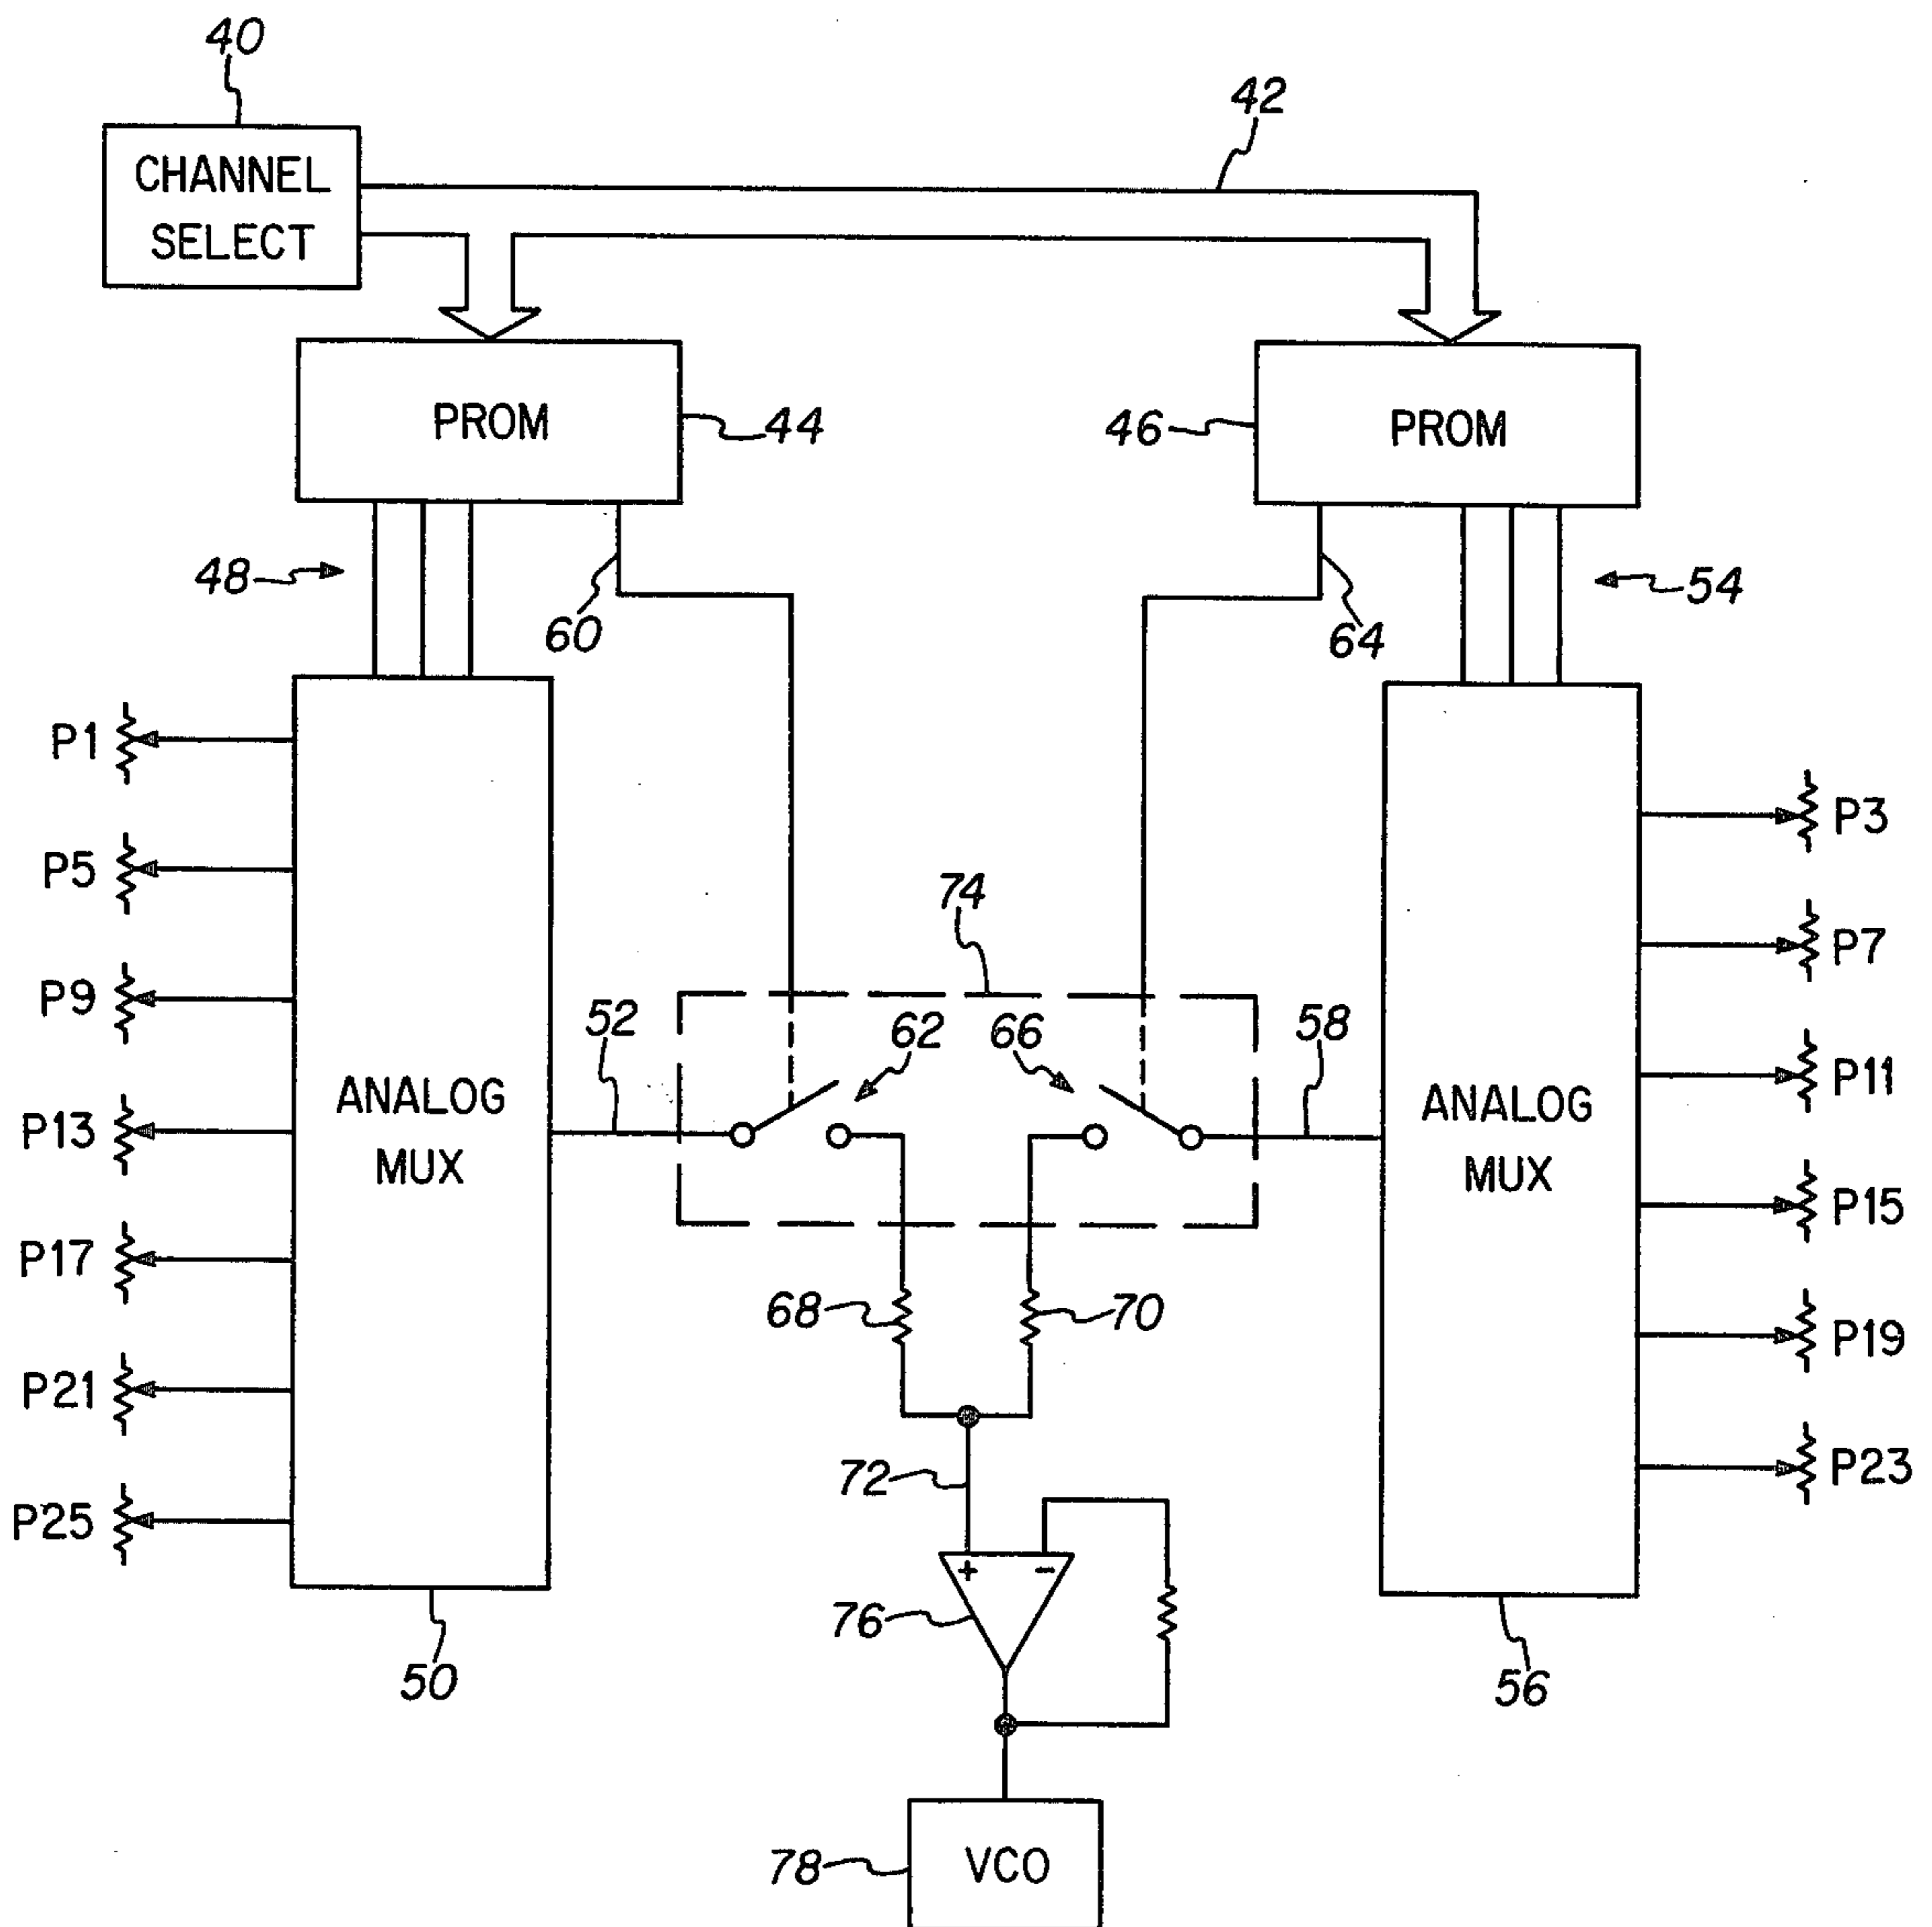 40
42
CHANNEL
SELECT
PROM
44
46
PROM
48
60
64
54
P1
P5
P9
P13
P17
P21
P25
ANALOG
MUX
50
52
74
62
66
58
68
70
72
+
−
76
78
VCO
ANALOG
MUX
56
P3
P7
P11
P15
P19
P23